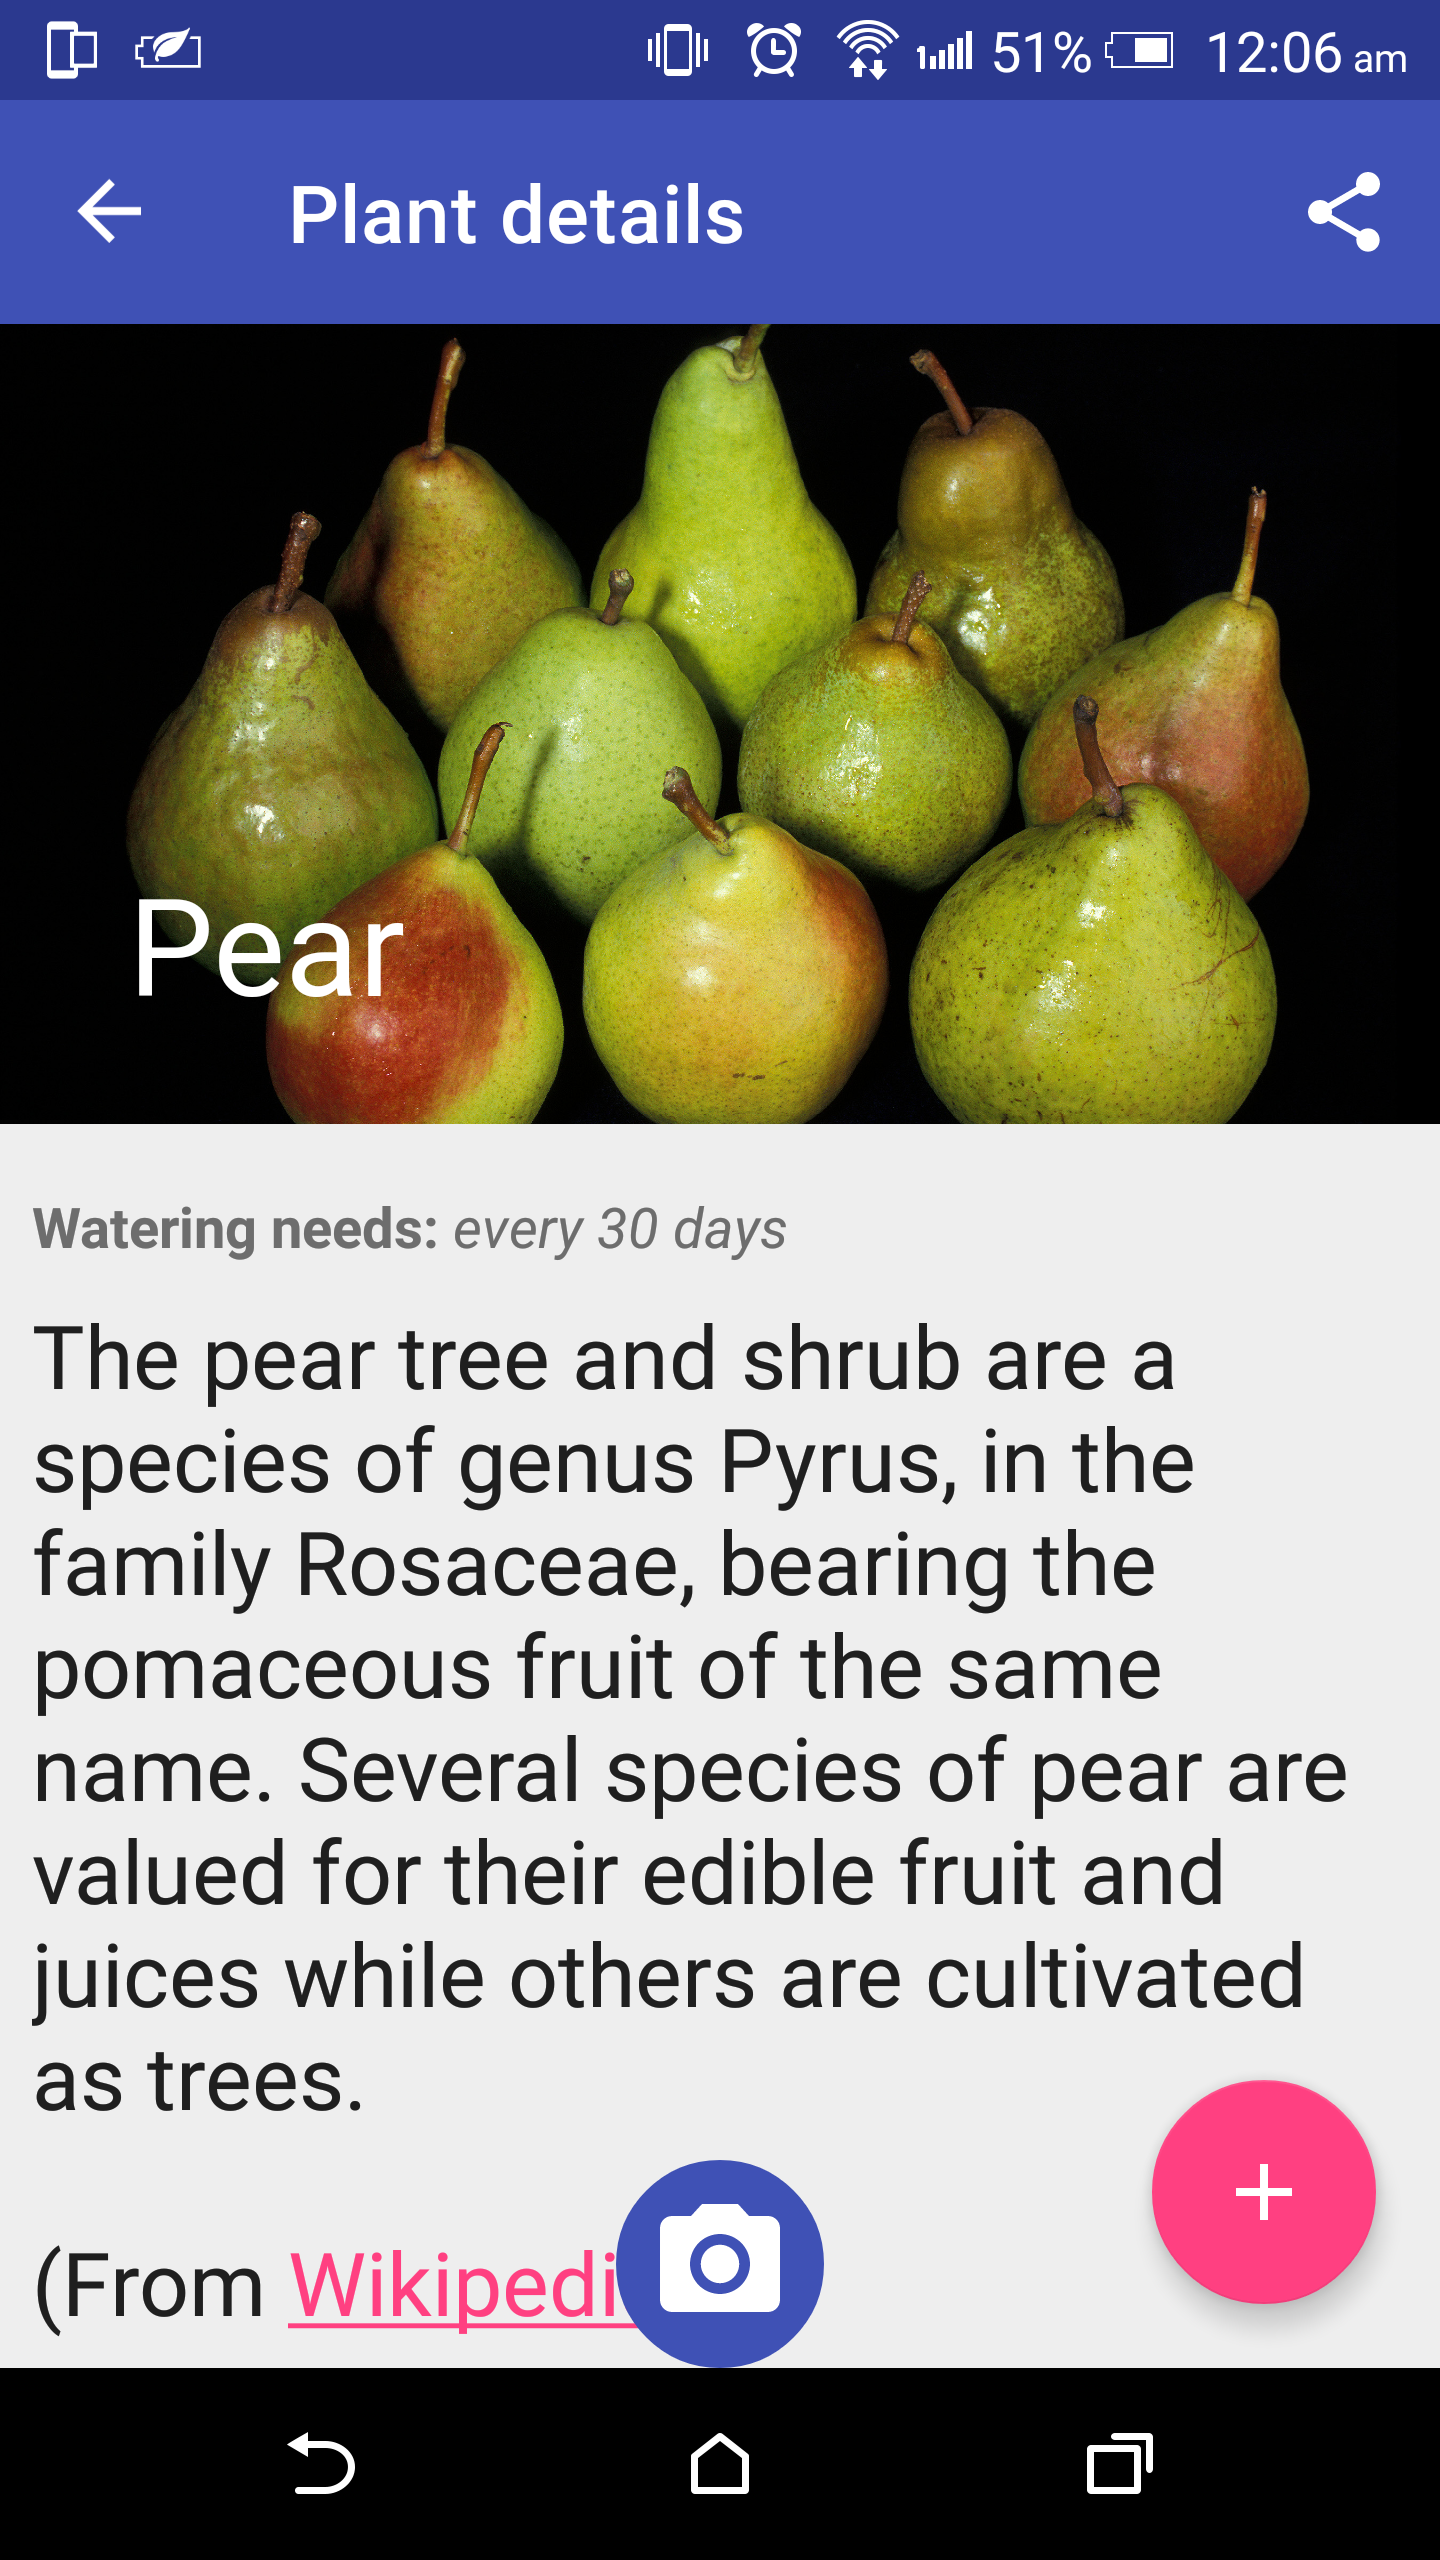 51% 12:06 am
Plant details
Pear
Watering needs: every 30 days
The pear tree and shrub are a
species of genus Pyrus, in the
family Rosaceae, bearing the
pomaceous fruit of the same
name. Several species of pear are
valued for their edible fruit and
juices while others are cultivated
as trees.
(From Wikipedi